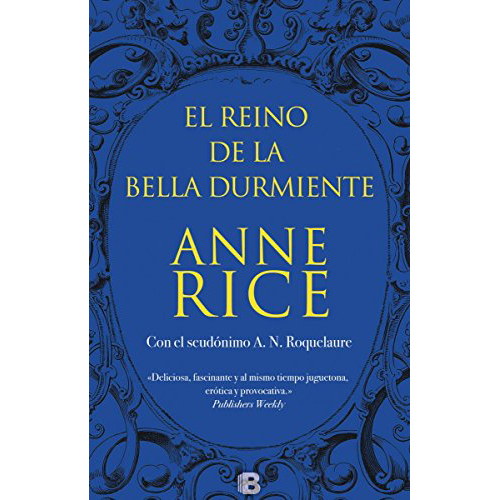 EL REINO
DE LA
BELLA DURMIENTE
ANNE
RICE
Con el seudónimo A. N. Roquelaure
«Deliciosa, fascinante y al mismo tiempo juguetona,
erótica y provocativa.»
Publishers Weekly
B